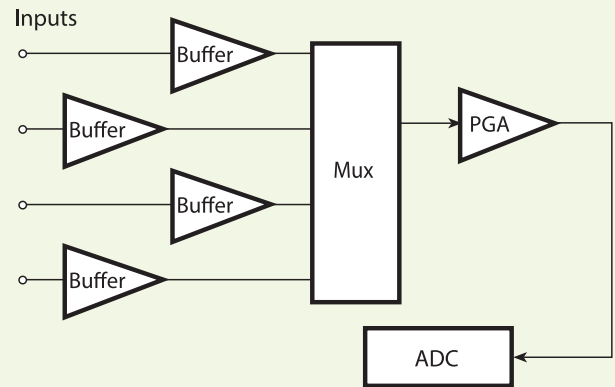 Inputs
Buffer
Buffer
Buffer
Buffer
Mux
PGA
ADC